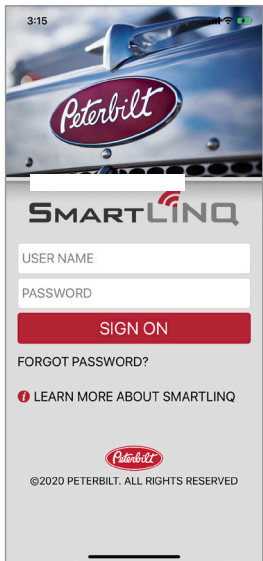 3:15
Peterbilt
SMARTLINQ
USER NAME
PASSWORD
SIGN ON
FORGOT PASSWORD?
i LEARN MORE ABOUT SMARTLINQ
Peterbilt
©2020 PETERBILT. ALL RIGHTS RESERVED